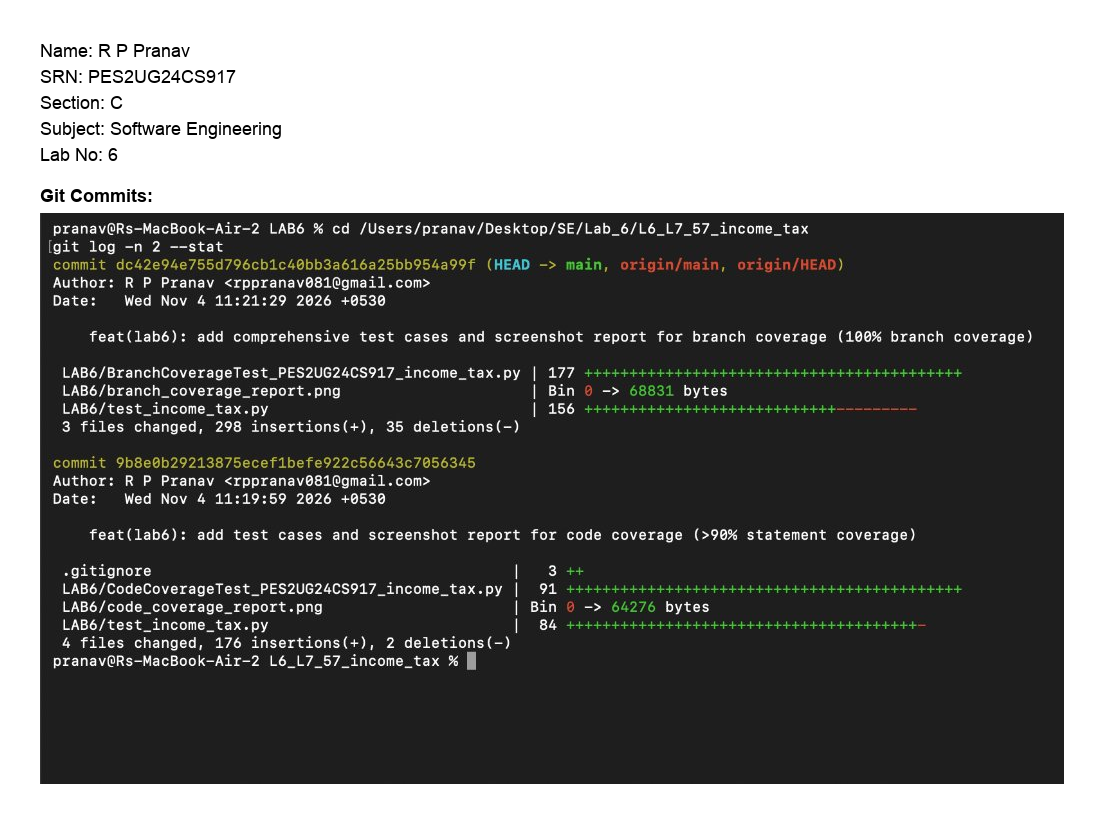 Name: R P Pranav
SRN: PES2UG24CS917
Section: C
Subject: Software Engineering
Lab No: 6
Git Commits:
pranav@Rs-MacBook-Air-2 LAB6 % cd /Users/pranav/Desktop/SE/Lab_6/L6_L7_57_income_tax
[git log -n 2 --stat
commit dc42e94e755d796cb1c40bb3a616a25bb954a99f (HEAD -> main, origin/main, origin/HEAD)
Author: R P Pranav <rppranav081@gmail.com>
Date:   Wed Nov 4 11:21:29 2026 +0530
    feat(lab6): add comprehensive test cases and screenshot report for branch coverage (100% branch coverage)
 LAB6/BranchCoverageTest_PES2UG24CS917_income_tax.py | 177 ++++++++++++++++++++++++++++++++++++++++++
 LAB6/branch_coverage_report.png                     | Bin 0 -> 68831 bytes
 LAB6/test_income_tax.py                             | 156 ++++++++++++++++++++++++++++---------
 3 files changed, 298 insertions(+), 35 deletions(-)
commit 9b8e0b29213875ecef1befe922c56643c7056345
Author: R P Pranav <rppranav081@gmail.com>
Date:   Wed Nov 4 11:19:59 2026 +0530
    feat(lab6): add test cases and screenshot report for code coverage (>90% statement coverage)
 .gitignore                                        |   3 ++
 LAB6/CodeCoverageTest_PES2UG24CS917_income_tax.py |  91 ++++++++++++++++++++++++++++++++++++++++++++
 LAB6/code_coverage_report.png                     | Bin 0 -> 64276 bytes
 LAB6/test_income_tax.py                           |  84 +++++++++++++++++++++++++++++++++++++++-
 4 files changed, 176 insertions(+), 2 deletions(-)
pranav@Rs-MacBook-Air-2 L6_L7_57_income_tax %